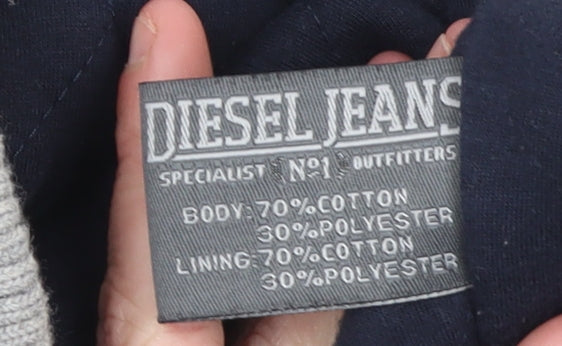 DIESEL JEANS
SPECIALIST Nº1 OUTFITTERS
BODY: 70%COTTON
30%POLYESTER
LINING: 70%COTTON
30%POLYESTER